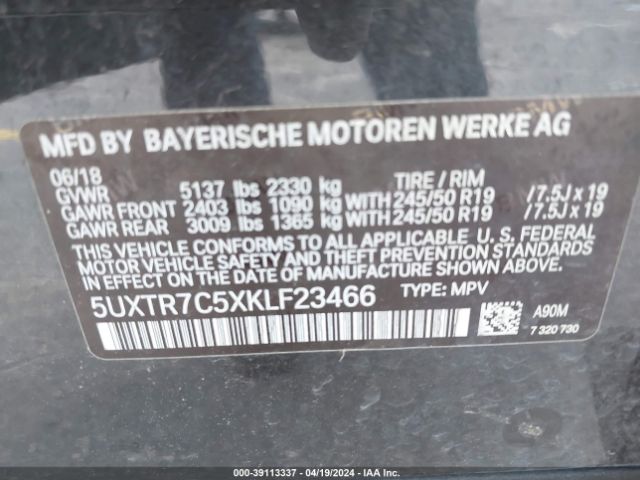 MFD BY BAYERISCHE MOTOREN WERKE AG
06/18 TIRE / RIM
GVWR 5137 lbs 2330 kg
GAWR FRONT 2403 lbs 1090 kg WITH 245/50 R19 / 7.5J x 19
GAWR REAR 3009 lbs 1365 kg WITH 245/50 R19 / 7.5J x 19
THIS VEHICLE CONFORMS TO ALL APPLICABLE U. S. FEDERAL
MOTOR VEHICLE SAFETY AND THEFT PREVENTION STANDARDS
IN EFFECT ON THE DATE OF MANUFACTURE SHOWN ABOVE.
5UXTR7C5XKLF23466 TYPE: MPV
A90M
7 320 730
000-39113337 - 04/19/2024 - IAA Inc.